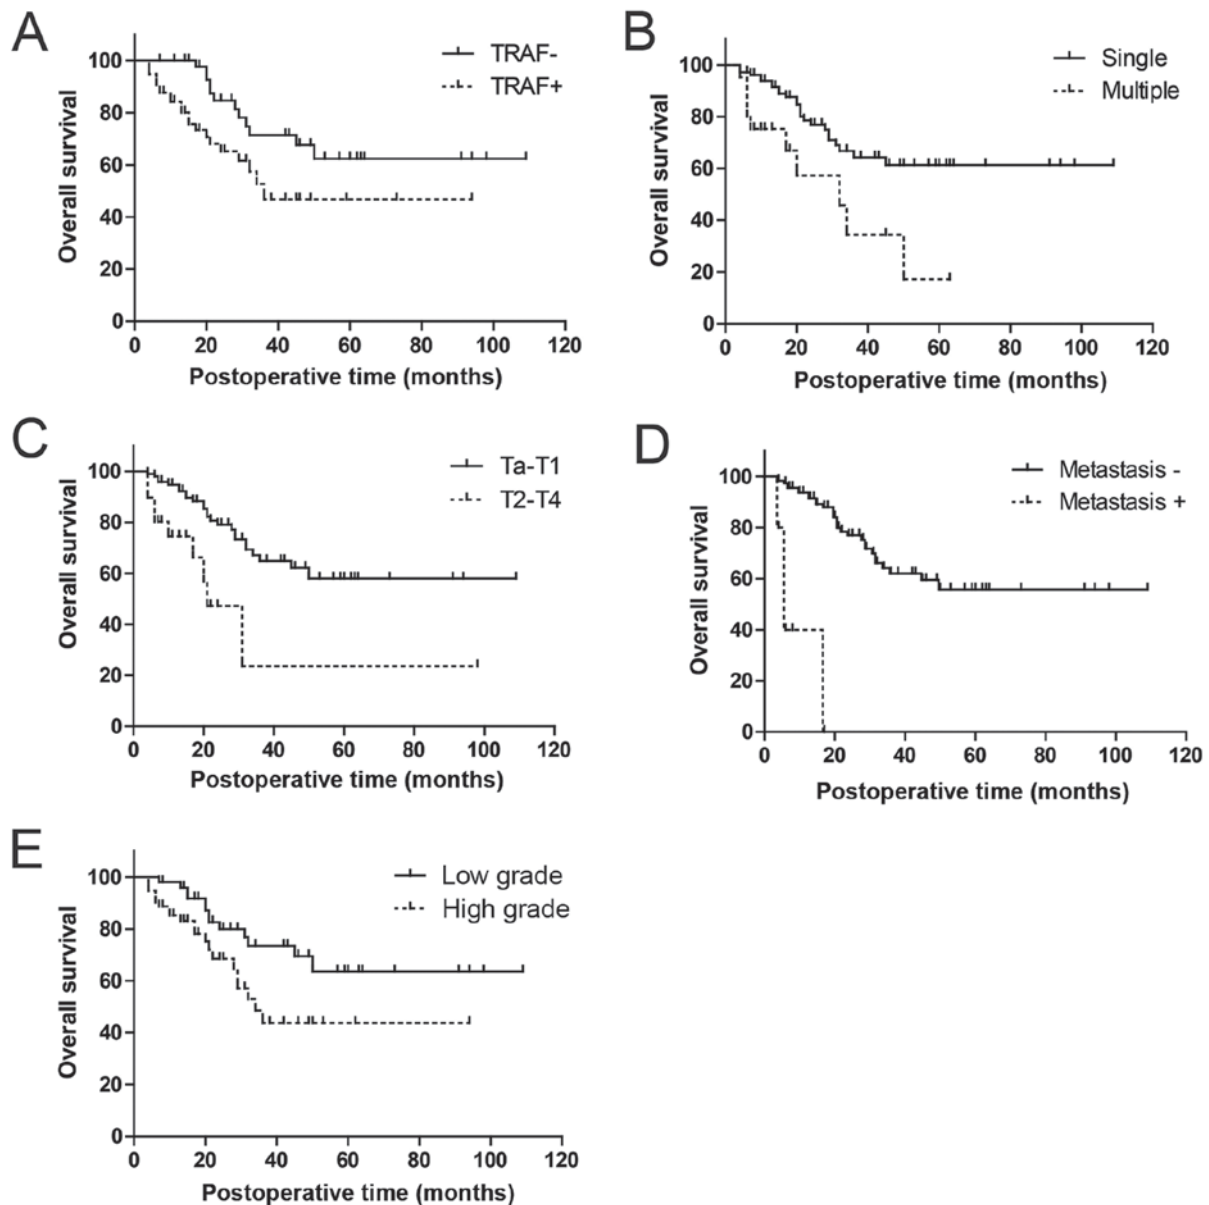 A
TRAF-
TRAF+
100
80
60
40
20
0
0 20 40 60 80 100 120
Overall survival
Postoperative time (months)
B
Single
Multiple
100
80
60
40
20
0
0 20 40 60 80 100 120
Overall survival
Postoperative time (months)
C
Ta-T1
T2-T4
100
80
60
40
20
0
0 20 40 60 80 100 120
Overall survival
Postoperative time (months)
D
Metastasis -
Metastasis +
100
80
60
40
20
0
0 20 40 60 80 100 120
Overall survival
Postoperative time (months)
E
Low grade
High grade
100
80
60
40
20
0
0 20 40 60 80 100 120
Overall survival
Postoperative time (months)